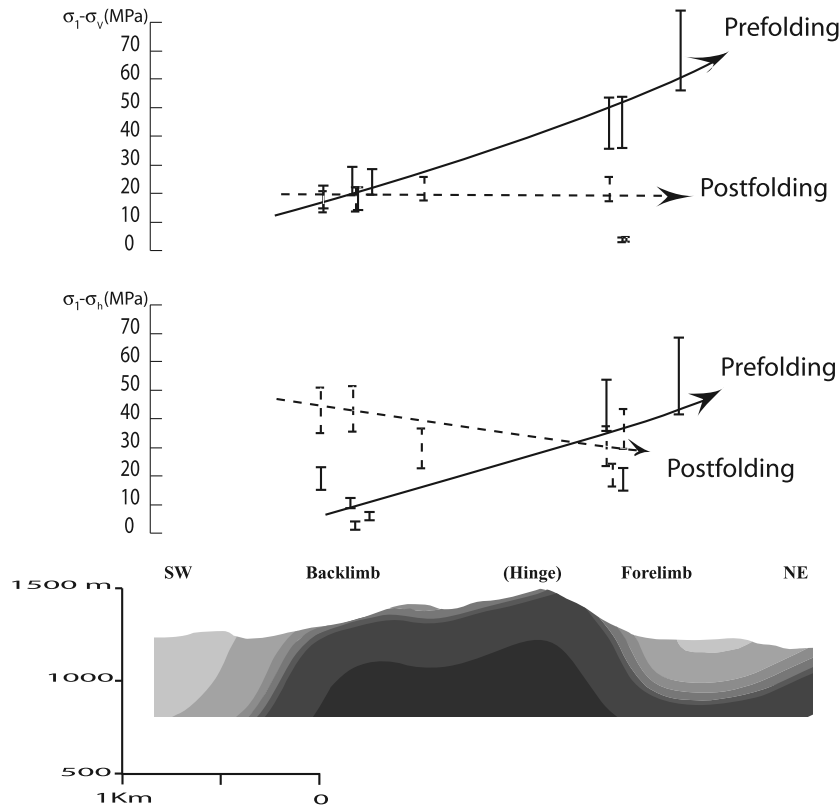 σ1-σv(MPa)
70
60
50
40
30
20
10
0
Prefolding
Postfolding
σ1-σh(MPa)
70
60
50
40
30
20
10
0
Prefolding
Postfolding
SW Backlimb (Hinge) Forelimb NE
1500 m
1000
500
1Km 0